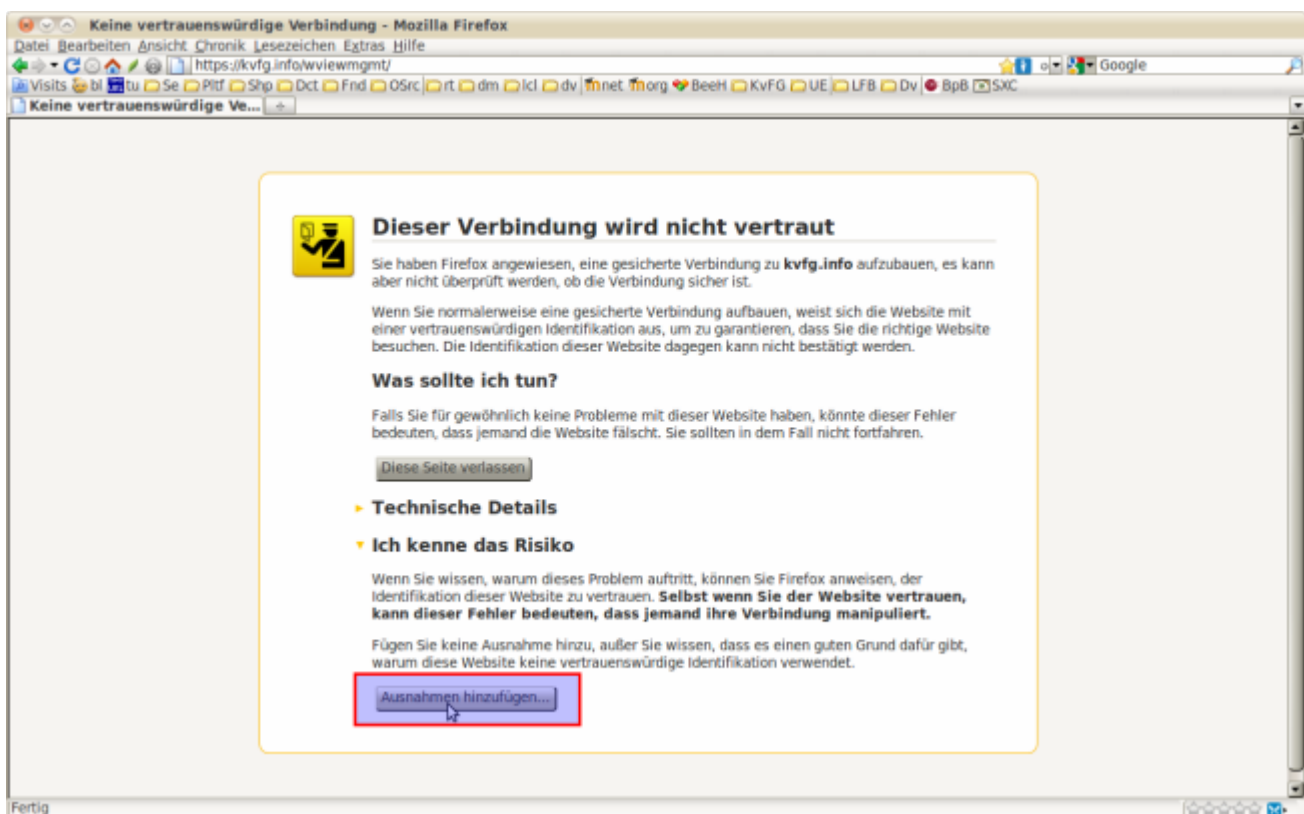 Keine vertrauenswürdige Verbindung - Mozilla Firefox
Datei Bearbeiten Ansicht Chronik Lesezeichen Extras Hilfe
https://kvfg.info/wviewmgmt/ Google
Visits bl tu Se Pltf Shp Dct Fnd OSrc rt dm lcl dv nnet org BeeH KvFG UE LFB Dv BpB SXC
Keine vertrauenswürdige Ve...
Dieser Verbindung wird nicht vertraut
Sie haben Firefox angewiesen, eine gesicherte Verbindung zu kvfg.info aufzubauen, es kann
aber nicht überprüft werden, ob die Verbindung sicher ist.
Wenn Sie normalerweise eine gesicherte Verbindung aufbauen, weist sich die Website mit
einer vertrauenswürdigen Identifikation aus, um zu garantieren, dass Sie die richtige Website
besuchen. Die Identifikation dieser Website dagegen kann nicht bestätigt werden.
Was sollte ich tun?
Falls Sie für gewöhnlich keine Probleme mit dieser Website haben, könnte dieser Fehler
bedeuten, dass jemand die Website fälscht. Sie sollten in dem Fall nicht fortfahren.
Diese Seite verlassen
Technische Details
Ich kenne das Risiko
Wenn Sie wissen, warum dieses Problem auftritt, können Sie Firefox anweisen, der
Identifikation dieser Website zu vertrauen. Selbst wenn Sie der Website vertrauen,
kann dieser Fehler bedeuten, dass jemand ihre Verbindung manipuliert.
Fügen Sie keine Ausnahme hinzu, außer Sie wissen, dass es einen guten Grund dafür gibt,
warum diese Website keine vertrauenswürdige Identifikation verwendet.
Ausnahmen hinzufügen...
Fertig